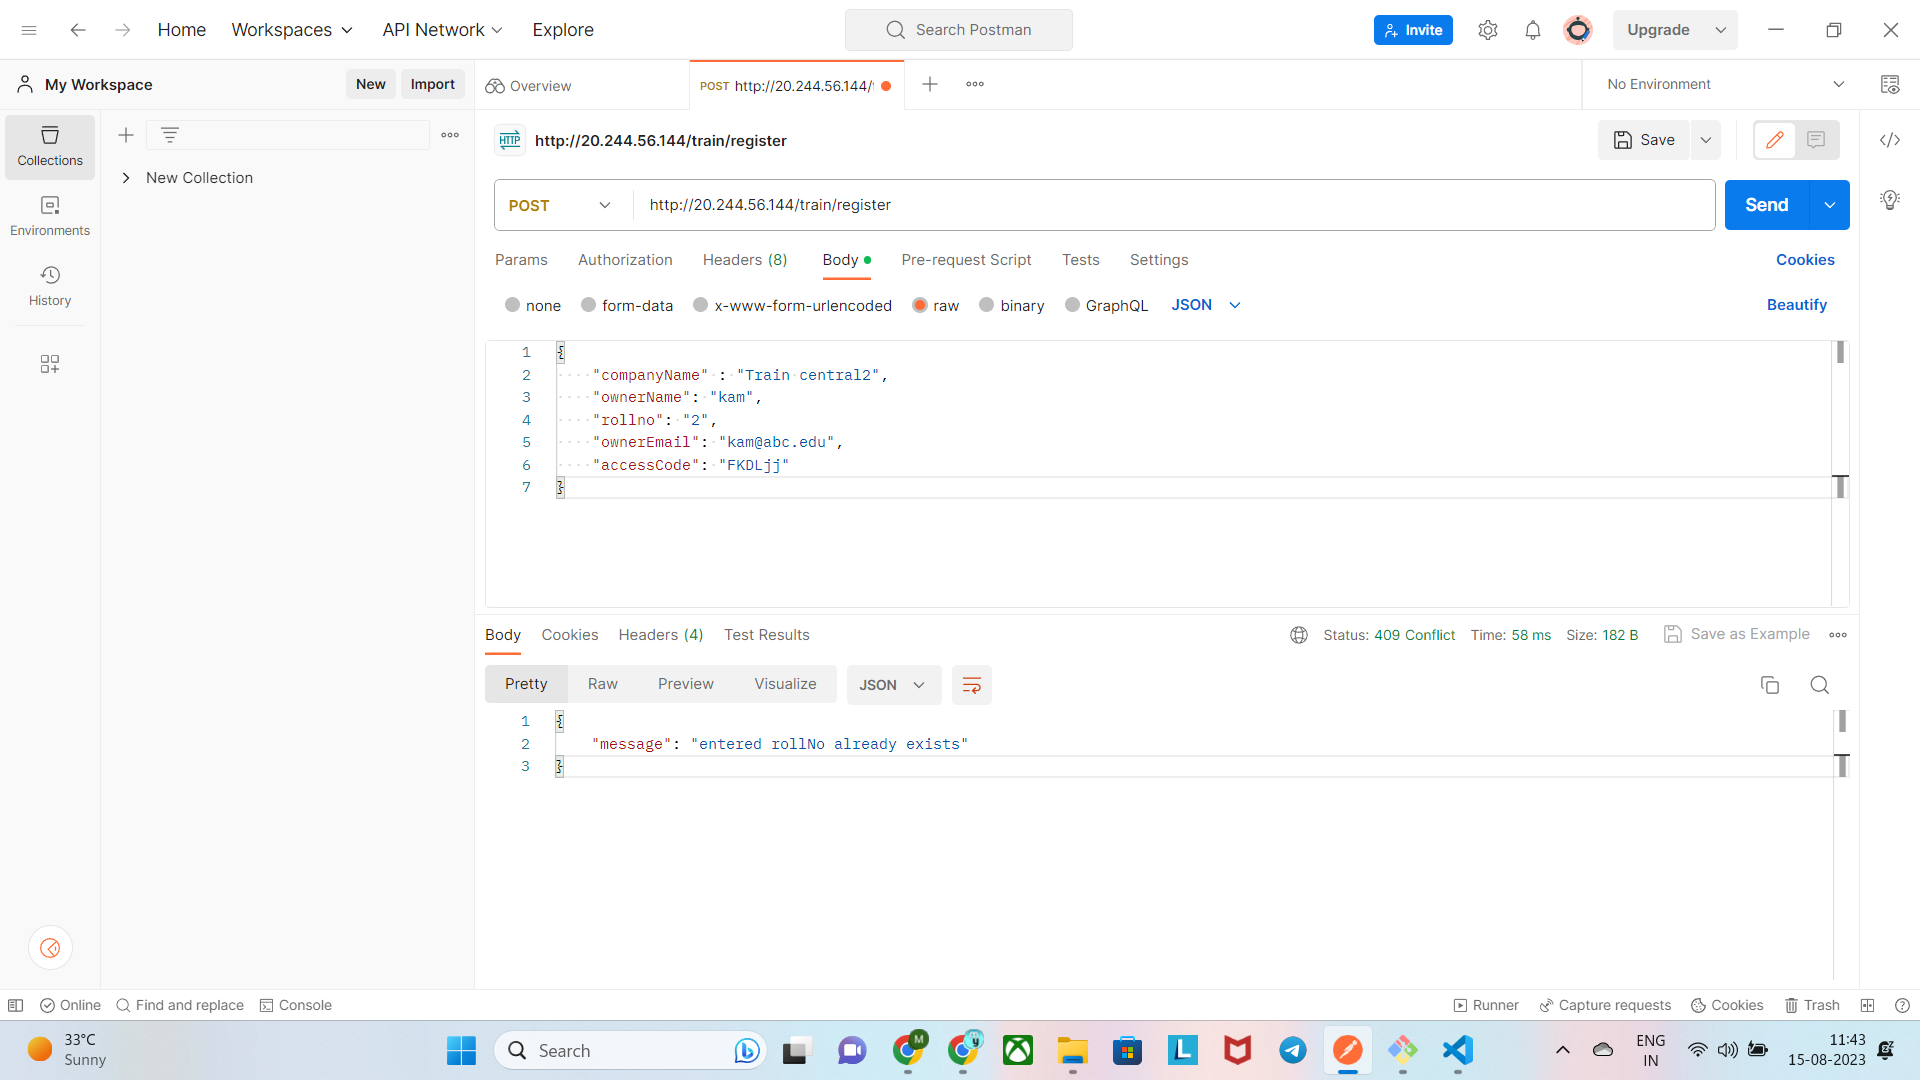 Home Workspaces API Network Explore Search Postman Invite Upgrade
My Workspace New Import Overview POST http://20.244.56.144/t No Environment
Collections
Environments
History
New Collection
HTTP http://20.244.56.144/train/register Save
POST http://20.244.56.144/train/register Send
Params Authorization Headers (8) Body Pre-request Script Tests Settings Cookies
none form-data x-www-form-urlencoded raw binary GraphQL JSON Beautify
1 {
2 "companyName" : "Train central2",
3 "ownerName": "kam",
4 "rollno": "2",
5 "ownerEmail": "kam@abc.edu",
6 "accessCode": "FKDLjj"
7 }
Body Cookies Headers (4) Test Results Status: 409 Conflict Time: 58 ms Size: 182 B Save as Example
Pretty Raw Preview Visualize JSON
1 {
2 "message": "entered rollNo already exists"
3 }
Online Find and replace Console Runner Capture requests Cookies Trash
33°C
Sunny
Search
M
y
L
ENG
IN
11:43
15-08-2023